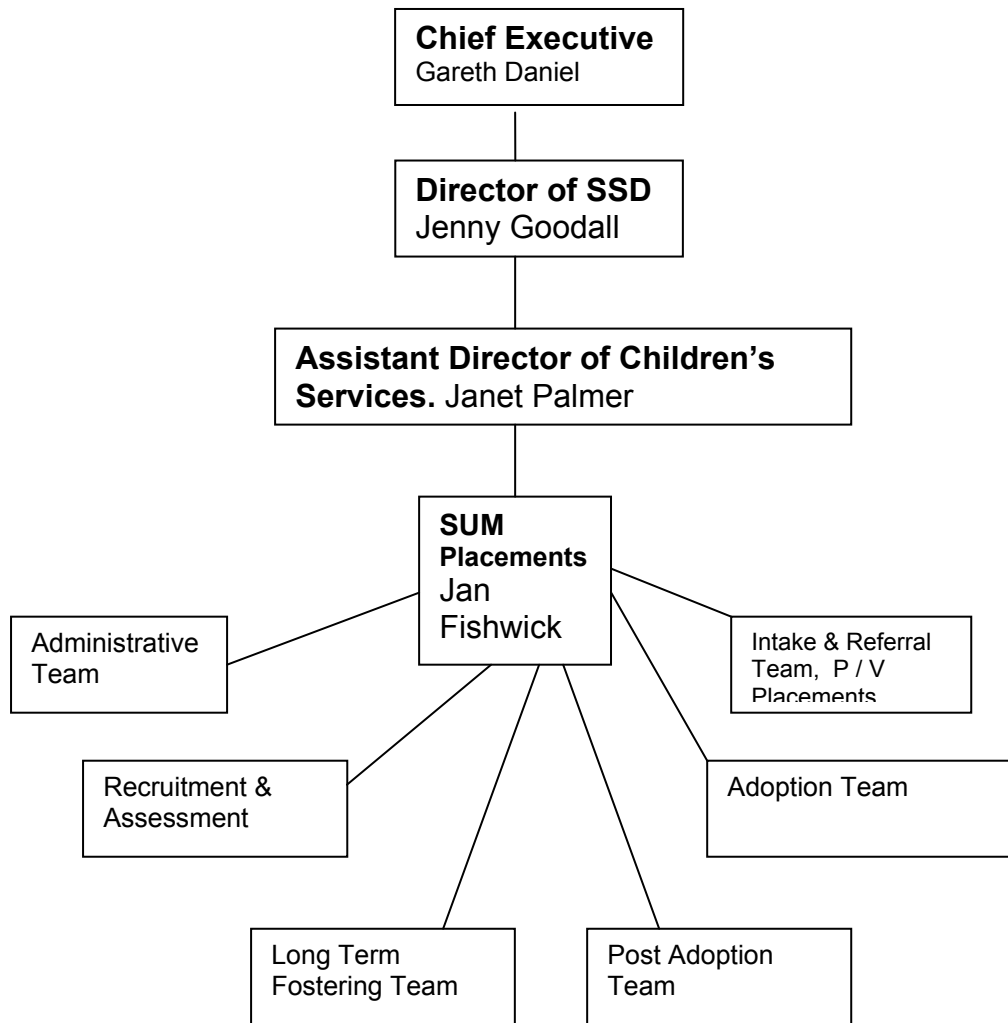 Chief Executive
Gareth Daniel
Director of SSD
Jenny Goodall
Assistant Director of Children’s
Services. Janet Palmer
SUM
Placements
Jan
Fishwick
Administrative
Team
Intake & Referral
Team, P / V
Placements
Recruitment &
Assessment
Adoption Team
Long Term
Fostering Team
Post Adoption
Team